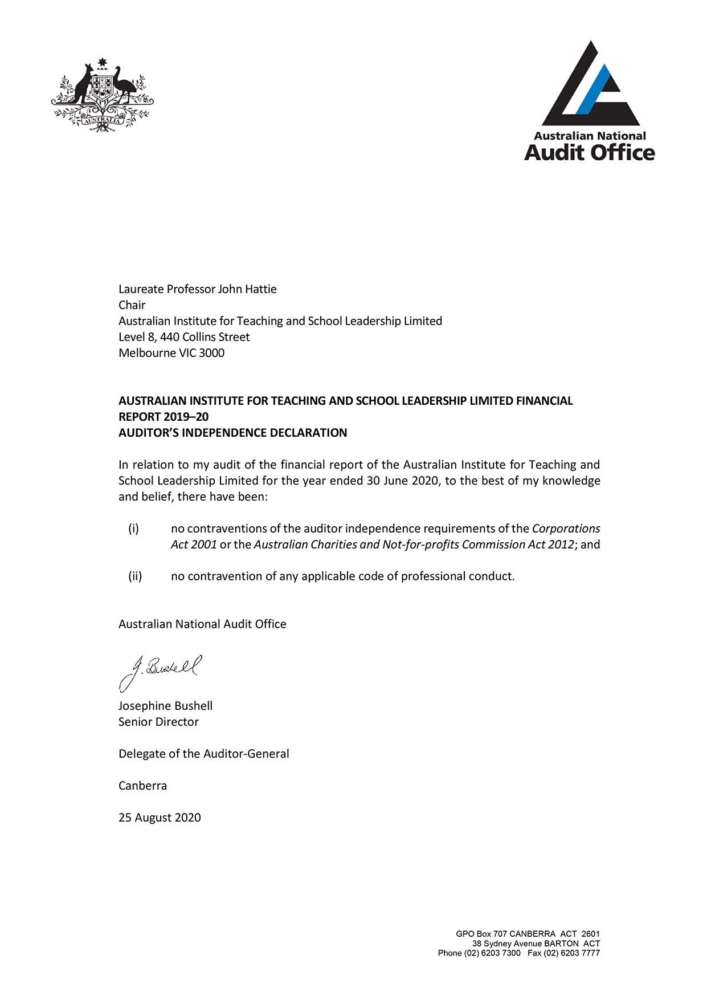 AUSTRALIA
Australian National
Audit Office
Laureate Professor John Hattie
Chair
Australian Institute for Teaching and School Leadership Limited
Level 8, 440 Collins Street
Melbourne VIC 3000
AUSTRALIAN INSTITUTE FOR TEACHING AND SCHOOL LEADERSHIP LIMITED FINANCIAL
REPORT 2019–20
AUDITOR’S INDEPENDENCE DECLARATION
In relation to my audit of the financial report of the Australian Institute for Teaching and
School Leadership Limited for the year ended 30 June 2020, to the best of my knowledge
and belief, there have been:
(i) no contraventions of the auditor independence requirements of the Corporations
Act 2001 or the Australian Charities and Not-for-profits Commission Act 2012; and
(ii) no contravention of any applicable code of professional conduct.
Australian National Audit Office
J. Bushell
Josephine Bushell
Senior Director
Delegate of the Auditor-General
Canberra
25 August 2020
GPO Box 707 CANBERRA ACT 2601
38 Sydney Avenue BARTON ACT
Phone (02) 6203 7300 Fax (02) 6203 7777